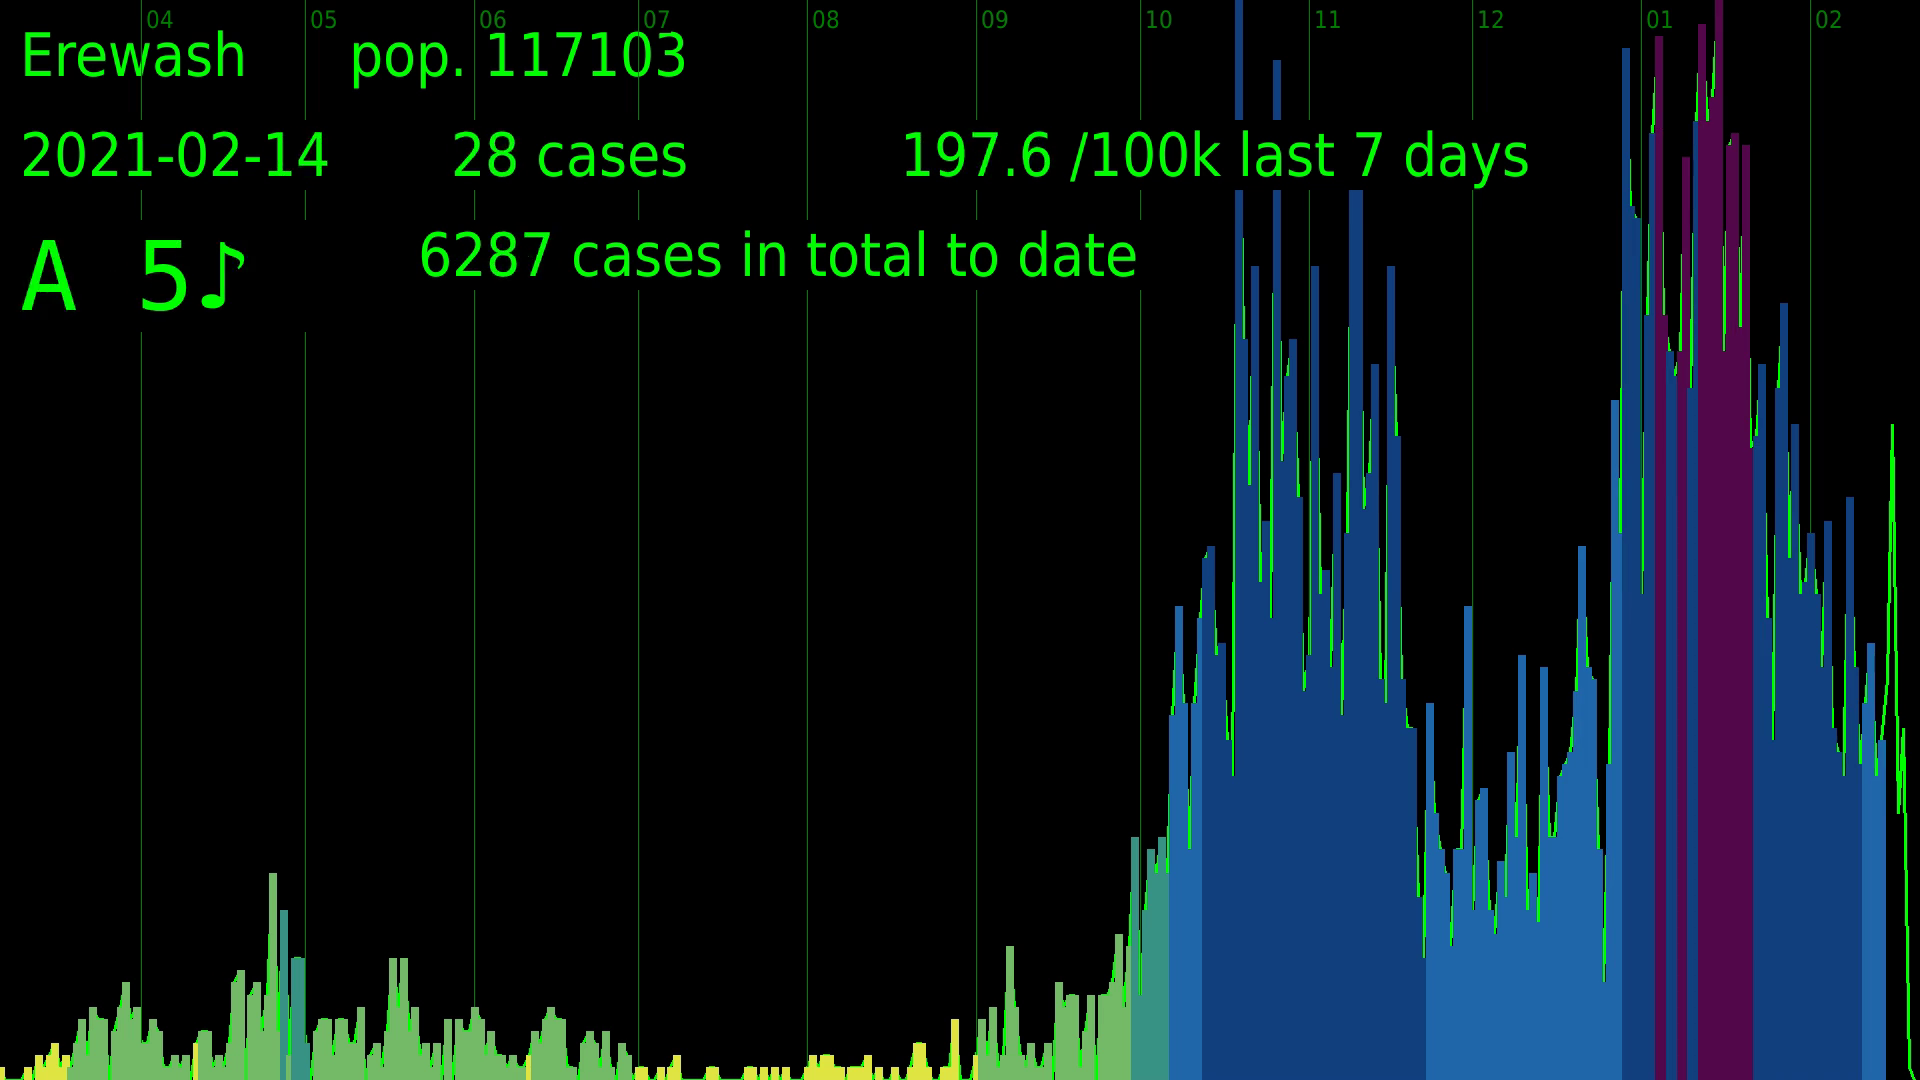 04 05 06 07 08 09 10 11 12 01 02
Erewash pop. 117103
2021-02-14 28 cases 197.6 /100k last 7 days
A 5♪ 6287 cases in total to date